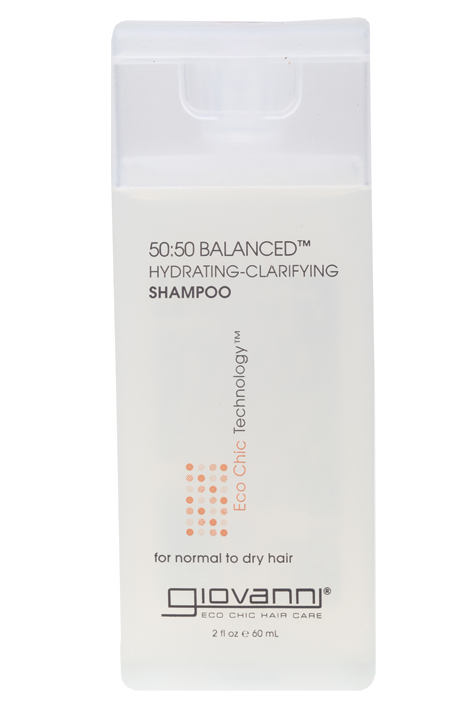 50:50 BALANCED™
HYDRATING-CLARIFYING
SHAMPOO
Eco Chic Technology™
for normal to dry hair
giovanni®
ECO CHIC HAIR CARE
2 fl oz ℮ 60 mL